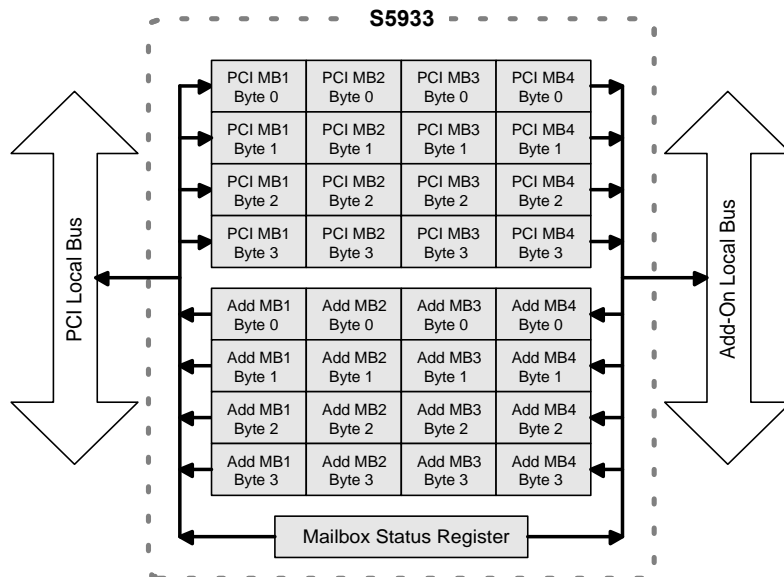 S5933
PCI MB1 PCI MB2 PCI MB3 PCI MB4
Byte 0 Byte 0 Byte 0 Byte 0
PCI MB1 PCI MB2 PCI MB3 PCI MB4
Byte 1 Byte 1 Byte 1 Byte 1
PCI MB1 PCI MB2 PCI MB3 PCI MB4
Byte 2 Byte 2 Byte 2 Byte 2
PCI MB1 PCI MB2 PCI MB3 PCI MB4
Byte 3 Byte 3 Byte 3 Byte 3
PCI Local Bus
Add-On Local Bus
Add MB1 Add MB2 Add MB3 Add MB4
Byte 0 Byte 0 Byte 0 Byte 0
Add MB1 Add MB2 Add MB3 Add MB4
Byte 1 Byte 1 Byte 1 Byte 1
Add MB1 Add MB2 Add MB3 Add MB4
Byte 2 Byte 2 Byte 2 Byte 2
Add MB1 Add MB2 Add MB3 Add MB4
Byte 3 Byte 3 Byte 3 Byte 3
Mailbox Status Register